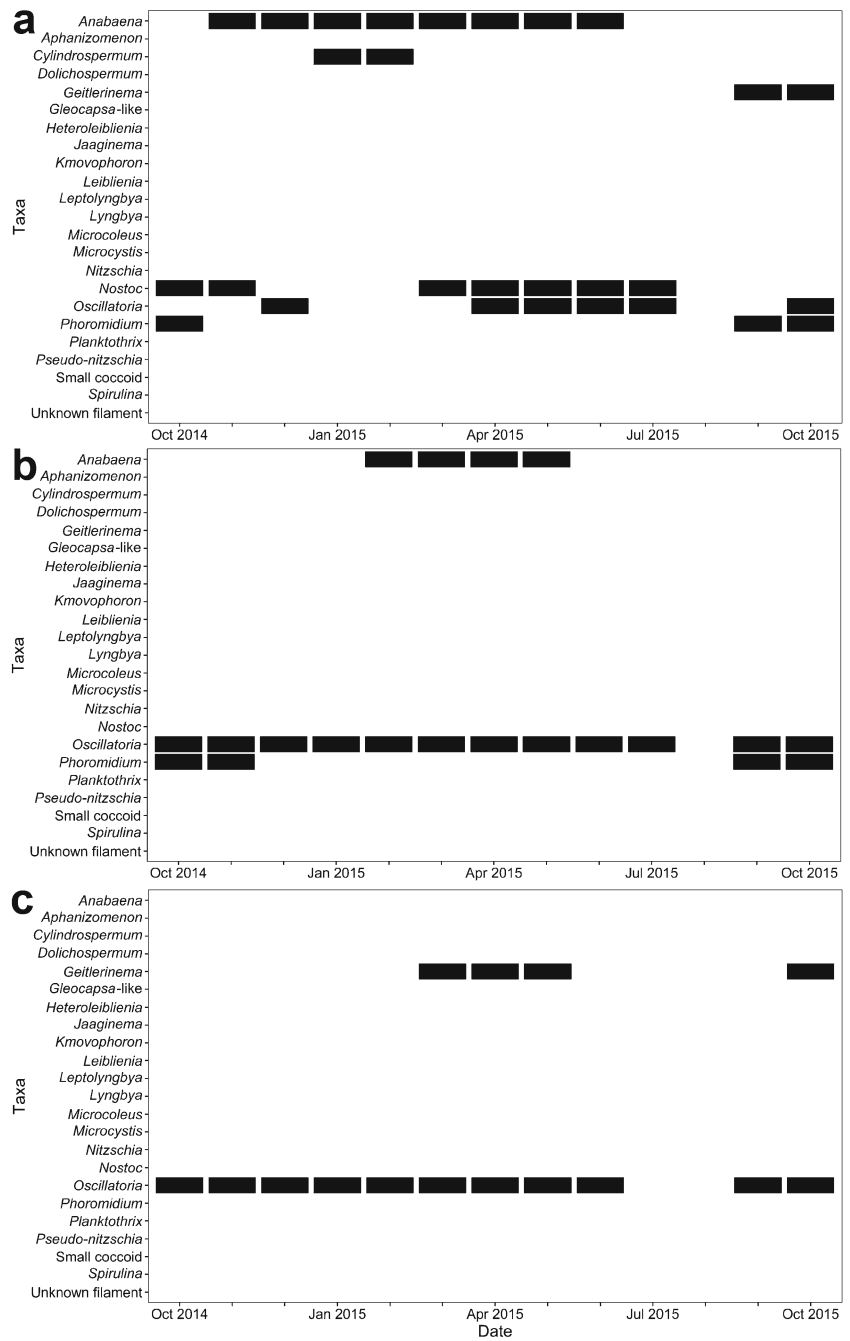 a
Taxa
Anabaena
Aphanizomenon
Cylindrospermum
Dolichospermum
Geitlerinema
Gleocapsa-like
Heteroleiblienia
Jaaginema
Kmovophoron
Leiblienia
Leptolyngbya
Lyngbya
Microcoleus
Microcystis
Nitzschia
Nostoc
Oscillatoria
Phoromidium
Planktothrix
Pseudo-nitzschia
Small coccoid
Spirulina
Unknown filament
Oct 2014 Jan 2015 Apr 2015 Jul 2015 Oct 2015
b
Taxa
Anabaena
Aphanizomenon
Cylindrospermum
Dolichospermum
Geitlerinema
Gleocapsa-like
Heteroleiblienia
Jaaginema
Kmovophoron
Leiblienia
Leptolyngbya
Lyngbya
Microcoleus
Microcystis
Nitzschia
Nostoc
Oscillatoria
Phoromidium
Planktothrix
Pseudo-nitzschia
Small coccoid
Spirulina
Unknown filament
Oct 2014 Jan 2015 Apr 2015 Jul 2015 Oct 2015
c
Taxa
Anabaena
Aphanizomenon
Cylindrospermum
Dolichospermum
Geitlerinema
Gleocapsa-like
Heteroleiblienia
Jaaginema
Kmovophoron
Leiblienia
Leptolyngbya
Lyngbya
Microcoleus
Microcystis
Nitzschia
Nostoc
Oscillatoria
Phoromidium
Planktothrix
Pseudo-nitzschia
Small coccoid
Spirulina
Unknown filament
Oct 2014 Jan 2015 Apr 2015 Jul 2015 Oct 2015
Date